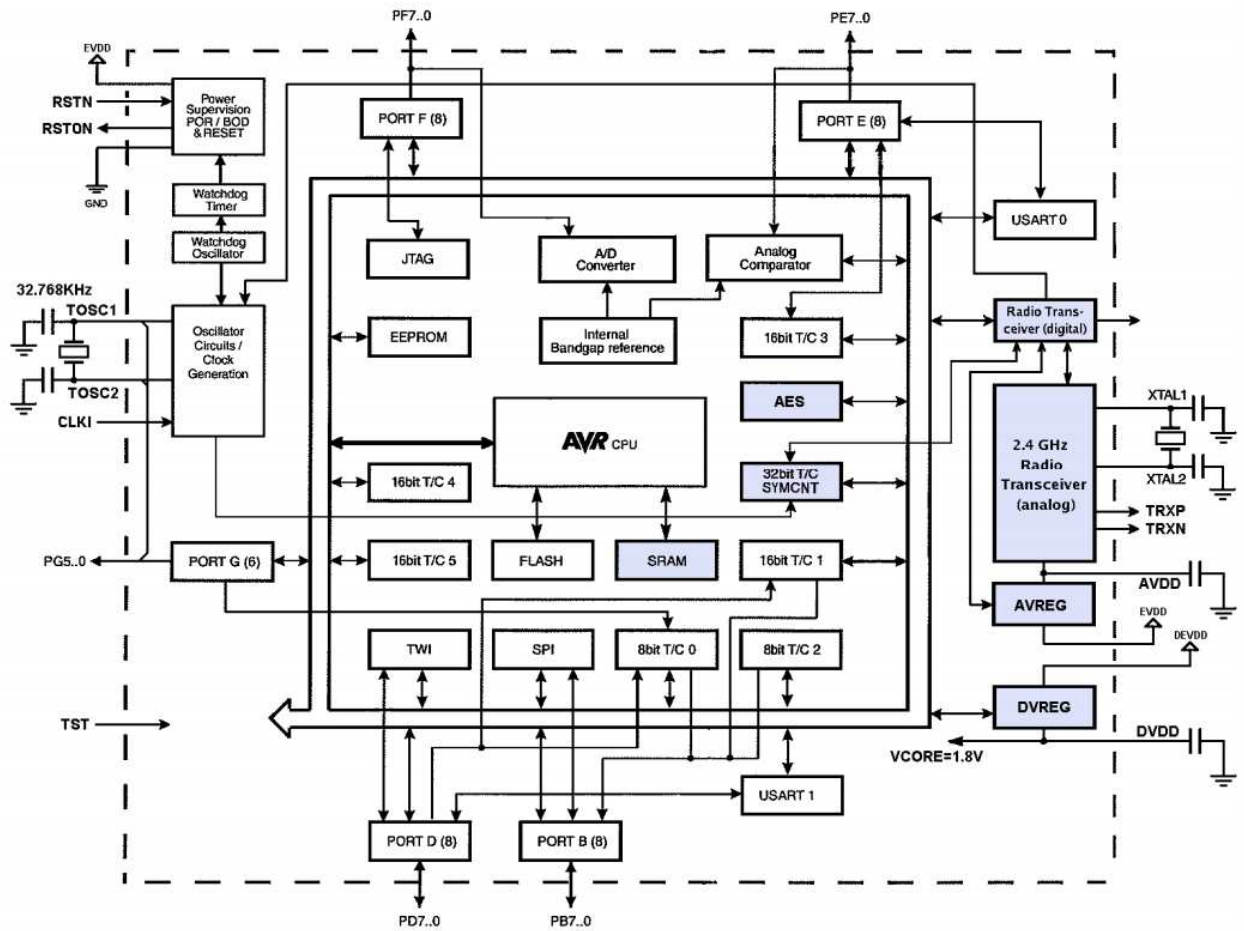 PF7..0
PE7..0
EVDD
RSTN
RSTON
GND
Power
Supervision
POR / BOD
& RESET
PORT F (8)
PORT E (8)
Watchdog
Timer
Watchdog
Oscillator
USART 0
JTAG
A/D
Converter
Analog
Comparator
32.768KHz
TOSC1
TOSC2
CLKI
Oscillator
Circuits /
Clock
Generation
EEPROM
Internal
Bandgap reference
16bit T/C 3
Radio Trans-
ceiver (digital)
AES
AVR CPU
XTAL1
XTAL2
2.4 GHz
Radio
Transceiver
(analog)
TRXP
TRXN
16bit T/C 4
32bit T/C
SYMCNT
PG5..0
PORT G (6)
16bit T/C 5
FLASH
SRAM
16bit T/C 1
AVDD
AVREG
EVDD
DEVDD
TWI
SPI
8bit T/C 0
8bit T/C 2
TST
DVREG
DVDD
VCORE=1.8V
USART 1
PORT D (8)
PORT B (8)
PD7..0
PB7..0